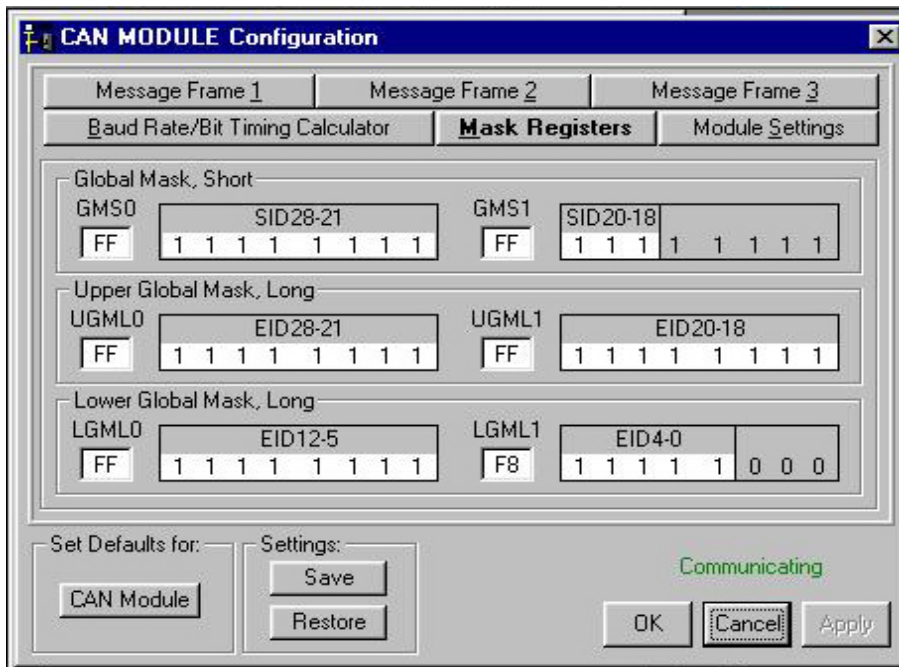 CAN MODULE Configuration
Message Frame 1 Message Frame 2 Message Frame 3
Baud Rate/Bit Timing Calculator Mask Registers Module Settings
Global Mask, Short
GMS0 SID28-21 GMS1 SID20-18
FF 1 1 1 1 1 1 1 1 FF 1 1 1 1 1 1 1 1
Upper Global Mask, Long
UGML0 EID28-21 UGML1 EID20-18
FF 1 1 1 1 1 1 1 1 FF 1 1 1 1 1 1 1 1
Lower Global Mask, Long
LGML0 EID12-5 LGML1 EID4-0
FF 1 1 1 1 1 1 1 1 F8 1 1 1 1 1 0 0 0
Set Defaults for: Settings:
CAN Module Save Communicating
Restore OK Cancel Apply